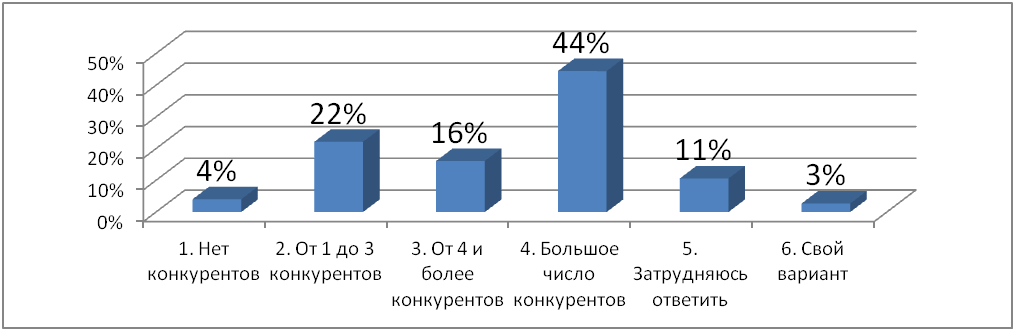 44%
50%
40%
30%
20%
10%
0%
4%
22%
16%
11%
3%
1. Нет
конкурентов
2. От 1 до 3
конкурентов
3. От 4 и
более
конкурентов
4. Большое
число
конкурентов
5.
Затрудняюсь
ответить
6. Свой
вариант